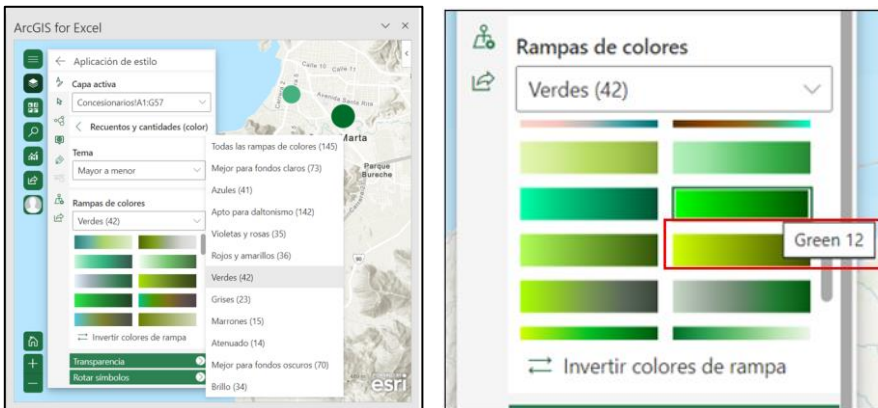 ArcGIS for Excel
Aplicación de estilo
Capa activa
Concesionarios!A1:G57
Recuentos y cantidades (color)
Tema
Mayor a menor
Rampas de colores
Verdes (42)
Invertir colores de rampa
Transparencia
Rotar símbolos
Todas las rampas de colores (145)
Mejor para fondos claros (73)
Azules (41)
Apto para daltonismo (142)
Violetas y rosas (35)
Rojos y amarillos (36)
Verdes (42)
Grises (23)
Marrones (15)
Atenuado (14)
Mejor para fondos oscuros (70)
Brillo (34)
Calle 10
Calle 11
Avenida Santa Rita
Marta
Parque
Bureche
esri
Rampas de colores
Verdes (42)
Green 12
Invertir colores de rampa